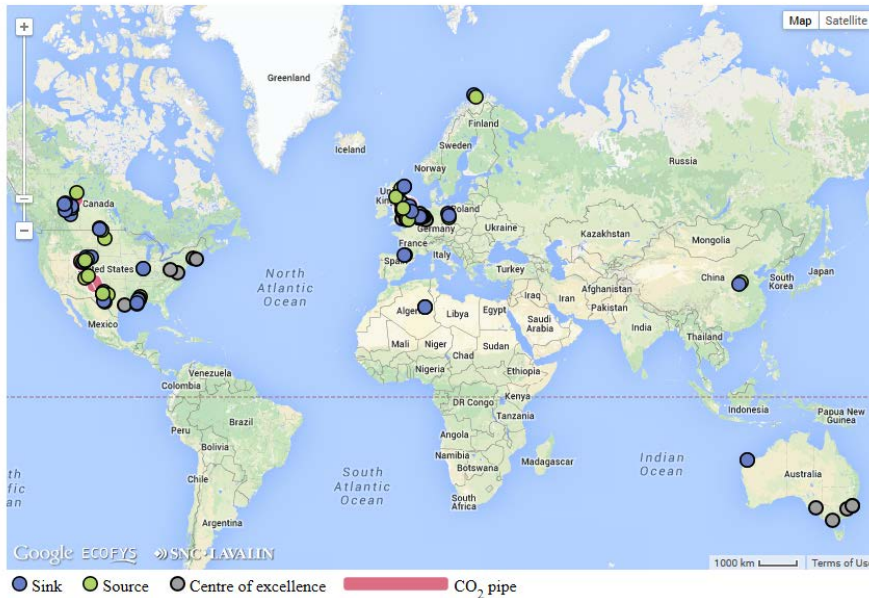 Map Satellite
Greenland
Iceland
Finland
Sweden
Norway
Russia
Canada
Poland
Germany
Ukraine
France
Kazakhstan
Mongolia
Spain
Italy
Turkey
China
South
Korea
Japan
United States
North
Atlantic
Ocean
Iraq
Iran
Afghanistan
Pakistan
Libya
Egypt
Saudi
Arabia
India
Mexico
Mali
Niger
Chad
Sudan
Thailand
Nigeria
Ethiopia
Venezuela
Colombia
DR Congo
Kenya
Tanzania
Indonesia
Papua New
Guinea
Peru
Brazil
Angola
Bolivia
Namibia
Botswana
Madagascar
Indian
Ocean
Australia
Chile
South
Atlantic
Ocean
South
Africa
Argentina
Google ECOFYS SNC·LAVALIN
1000 km Terms of Use
Sink Source Centre of excellence CO₂ pipe